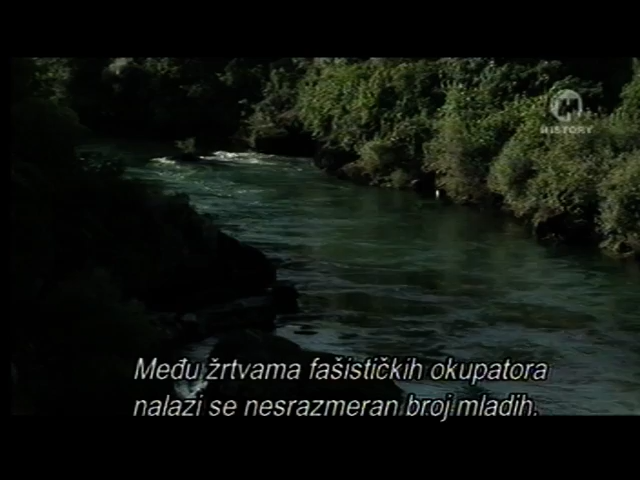 HISTORY
Među žrtvama fašističkih okupatora
nalazi se nesrazmeran broj mladih.